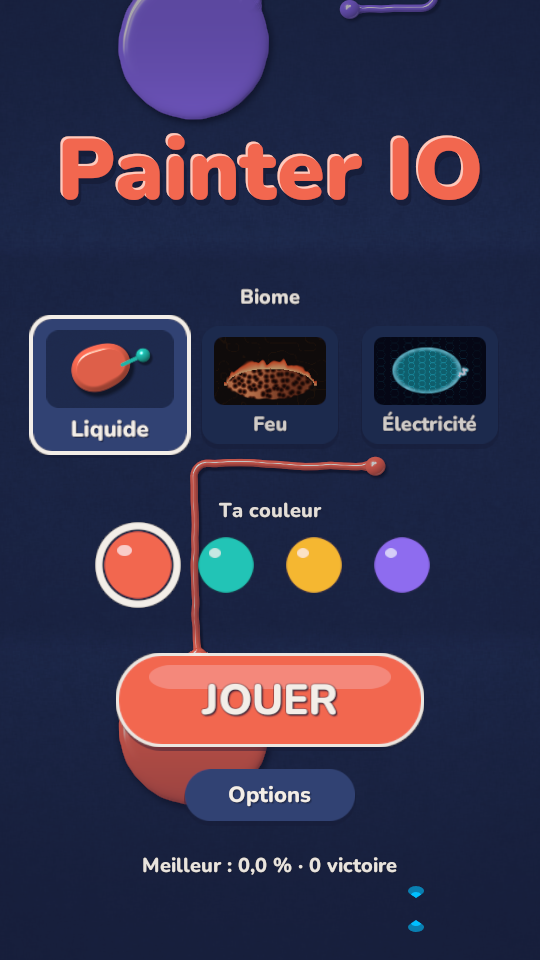 Painter IO
Biome
Liquide
Feu
Électricité
Ta couleur
JOUER
Options
Meilleur : 0,0 % · 0 victoire